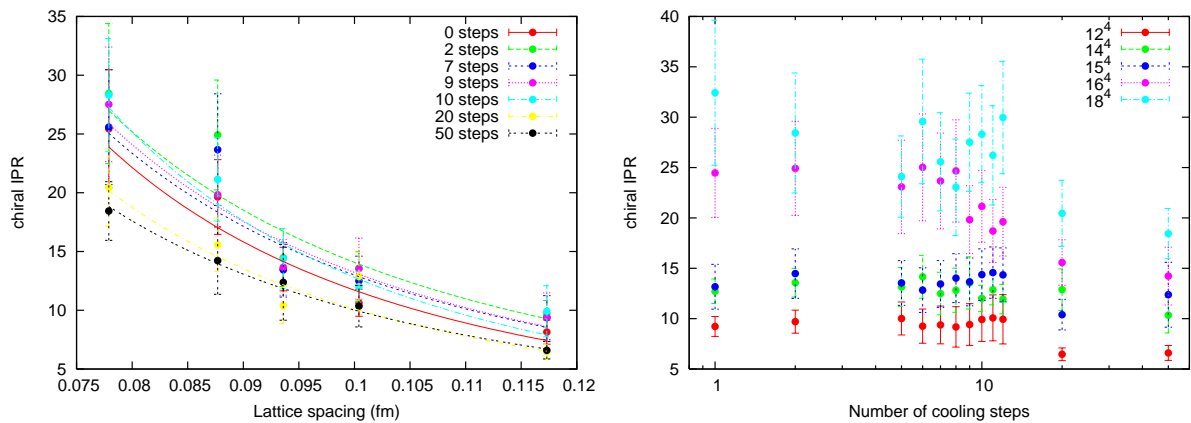 chiral IPR
35
30
25
20
15
10
5
0 steps
2 steps
7 steps
9 steps
10 steps
20 steps
50 steps
0.075
0.08
0.085
0.09
0.095
0.1
0.105
0.11
0.115
0.12
Lattice spacing (fm)
chiral IPR
40
35
30
25
20
15
10
5
12^4
14^4
15^4
16^4
18^4
1
10
Number of cooling steps